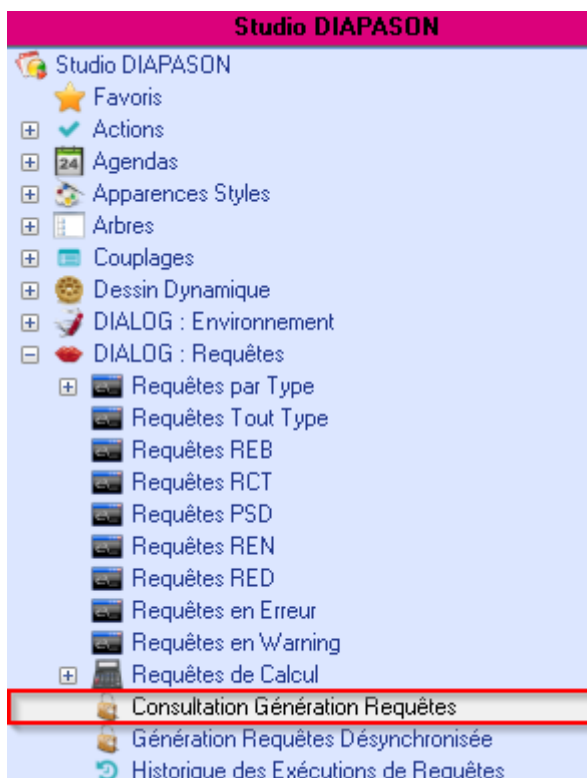 Studio DIAPASON
Studio DIAPASON
Favoris
Actions
24 Agendas
Apparences Styles
Arbres
Couplages
Dessin Dynamique
DIALOG : Environnement
DIALOG : Requêtes
Requêtes par Type
Requêtes Tout Type
Requêtes REB
Requêtes RCT
Requêtes PSD
Requêtes REN
Requêtes RED
Requêtes en Erreur
Requêtes en Warning
Requêtes de Calcul
Consultation Génération Requêtes
Génération Requêtes Désynchronisée
Historique des Exécutions de Requêtes